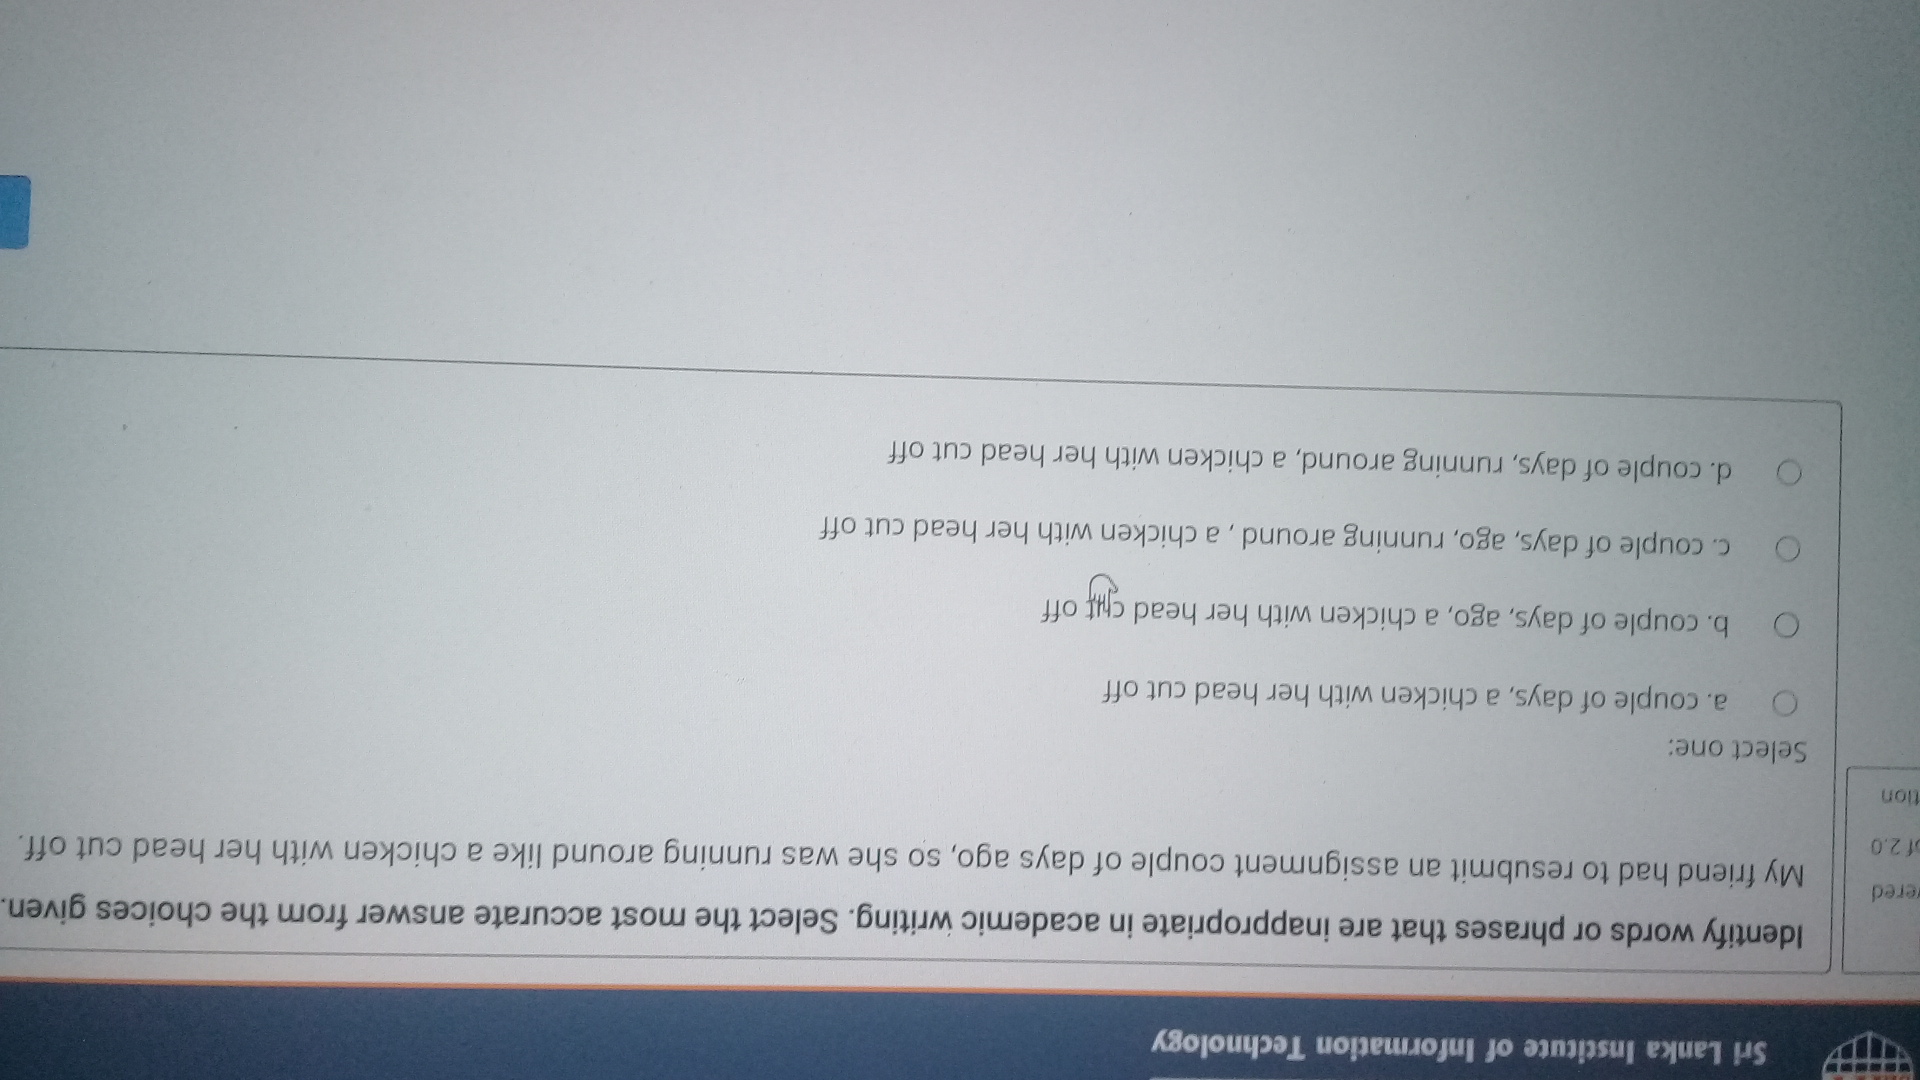 Sri Lanka Institute of Information Technology
Identify words or phrases that are inappropriate in academic writing. Select the most accurate answer from the choices given.
vered
My friend had to resubmit an assignment couple of days ago, so she was running around like a chicken with her head cut off.
of 2.0
tion
Select one:
a. couple of days, a chicken with her head cut off
b. couple of days, ago, a chicken with her head cut off
c. couple of days, ago, running around , a chicken with her head cut off
d. couple of days, running around, a chicken with her head cut off